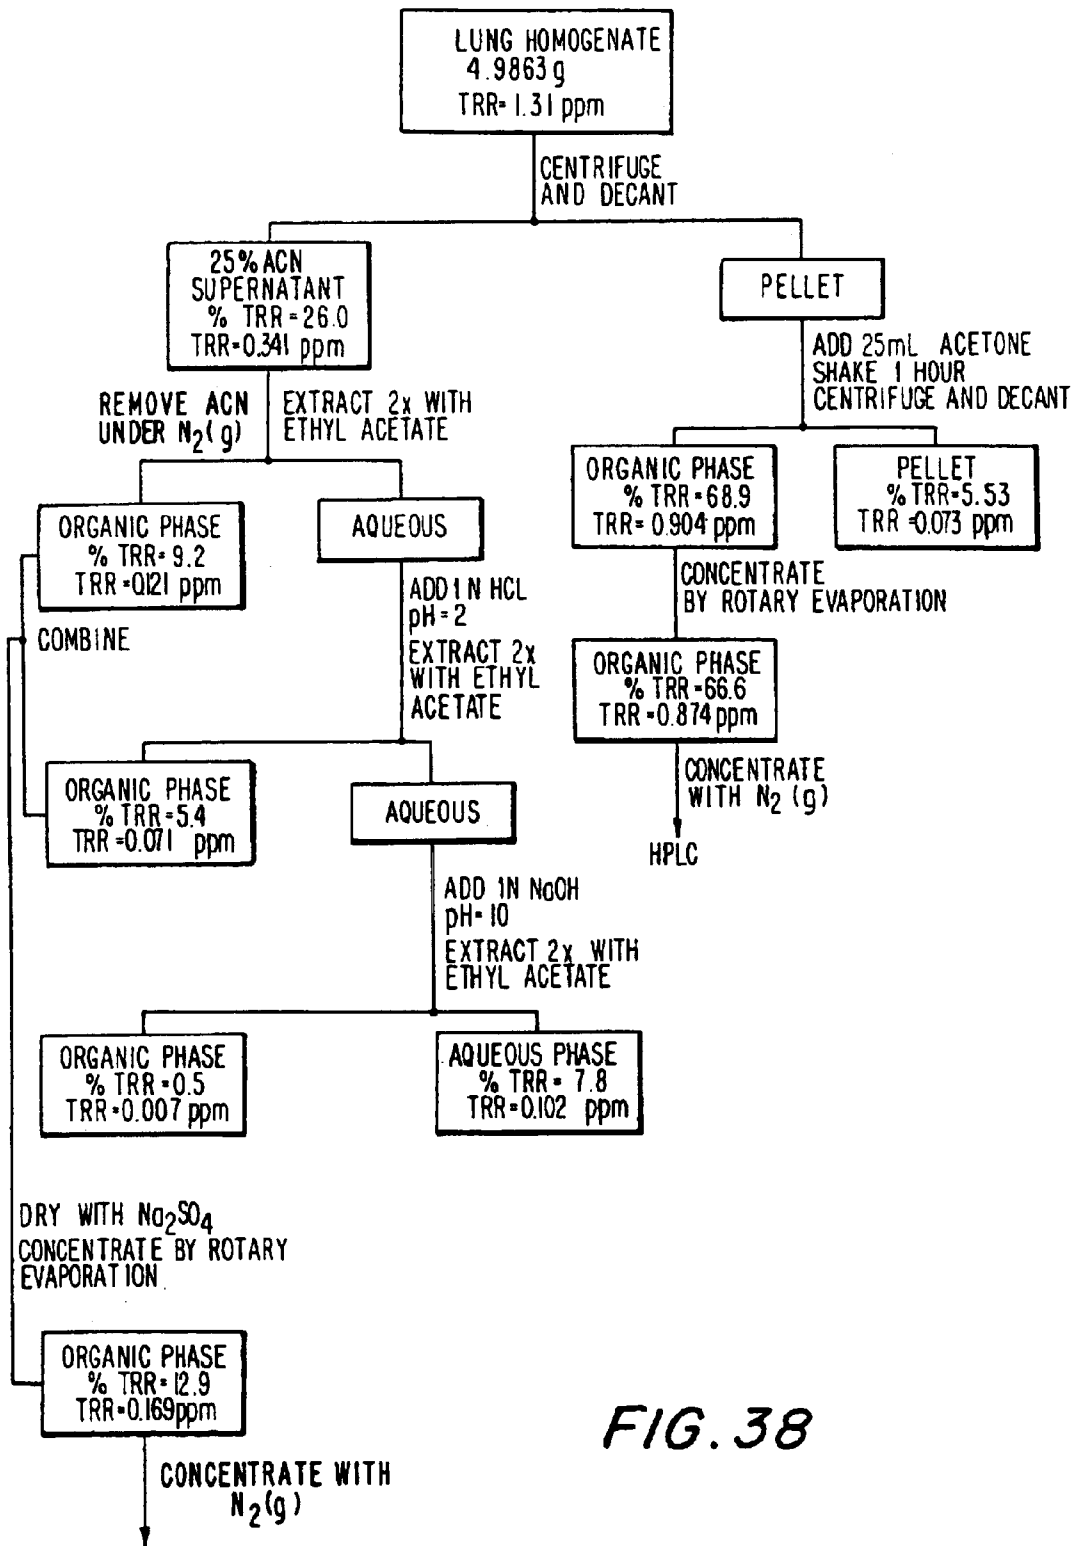 LUNG HOMOGENATE
4.9863 g
TRR= 1.31 ppm
CENTRIFUGE
AND DECANT
25% ACN
SUPERNATANT
% TRR = 26.0
TRR=0.341 ppm
PELLET
ADD 25mL ACETONE
SHAKE 1 HOUR
CENTRIFUGE AND DECANT
REMOVE ACN
UNDER N2(g)
EXTRACT 2x WITH
ETHYL ACETATE
ORGANIC PHASE
% TRR=68.9
TRR= 0.904 ppm
PELLET
% TRR=5.53
TRR =0.073 ppm
ORGANIC PHASE
% TRR= 9.2
TRR =0.121 ppm
AQUEOUS
CONCENTRATE
BY ROTARY EVAPORATION
COMBINE
ADD 1 N HCL
pH=2
EXTRACT 2x
WITH ETHYL
ACETATE
ORGANIC PHASE
% TRR=66.6
TRR=0.874 ppm
CONCENTRATE
WITH N2 (g)
HPLC
ORGANIC PHASE
% TRR=5.4
TRR =0.071 ppm
AQUEOUS
ADD 1N NaOH
pH=10
EXTRACT 2x WITH
ETHYL ACETATE
ORGANIC PHASE
% TRR=0.5
TRR=0.007 ppm
AQUEOUS PHASE
% TRR= 7.8
TRR=0.102 ppm
DRY WITH Na2SO4
CONCENTRATE BY ROTARY
EVAPORATION
ORGANIC PHASE
% TRR=12.9
TRR=0.169ppm
CONCENTRATE WITH
N2(g)
FIG. 38